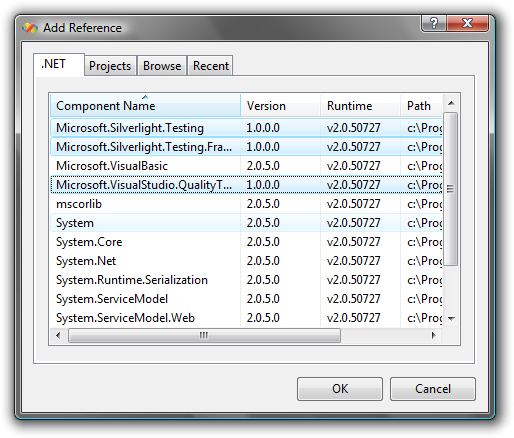 Add Reference
.NET Projects Browse Recent
Component Name Version Runtime Path
Microsoft.Silverlight.Testing 1.0.0.0 v2.0.50727 c:\Prog
Microsoft.Silverlight.Testing.Fra... 1.0.0.0 v2.0.50727 c:\Prog
Microsoft.VisualBasic 2.0.5.0 v2.0.50727 c:\Prog
Microsoft.VisualStudio.QualityT... 1.0.0.0 v2.0.50727 c:\Prog
mscorlib 2.0.5.0 v2.0.50727 c:\Prog
System 2.0.5.0 v2.0.50727 c:\Prog
System.Core 2.0.5.0 v2.0.50727 c:\Prog
System.Net 2.0.5.0 v2.0.50727 c:\Prog
System.Runtime.Serialization 2.0.5.0 v2.0.50727 c:\Prog
System.ServiceModel 2.0.5.0 v2.0.50727 c:\Prog
System.ServiceModel.Web 2.0.5.0 v2.0.50727 c:\Prog
OK Cancel